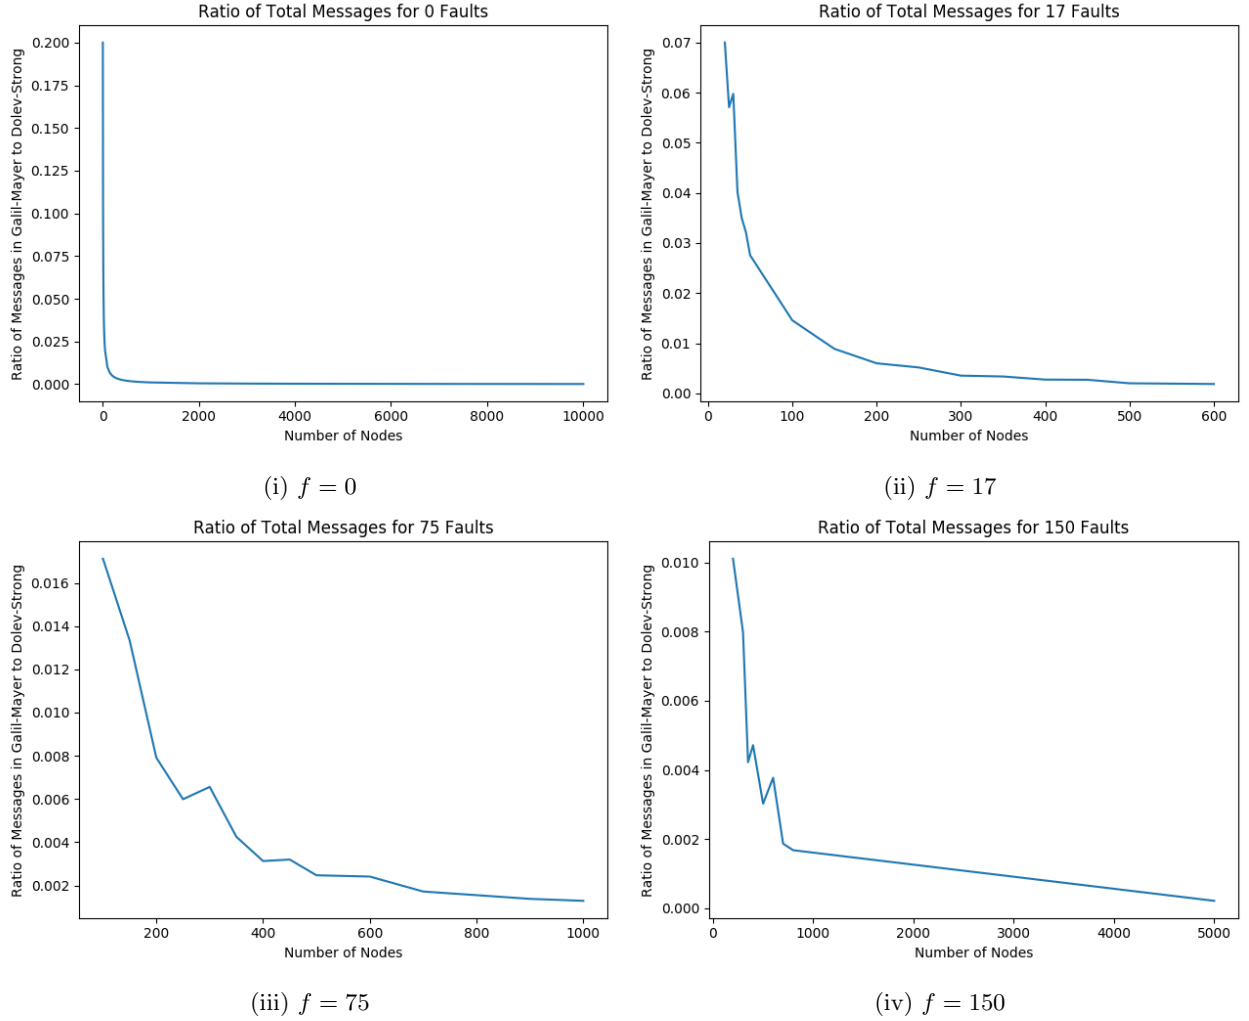 Ratio of Total Messages for 0 Faults
Ratio of Messages in Galil-Mayer to Dolev-Strong
0.200
0.175
0.150
0.125
0.100
0.075
0.050
0.025
0.000
0 2000 4000 6000 8000 10000
Number of Nodes
(i) f = 0
Ratio of Total Messages for 17 Faults
Ratio of Messages in Galil-Mayer to Dolev-Strong
0.07
0.06
0.05
0.04
0.03
0.02
0.01
0.00
0 100 200 300 400 500 600
Number of Nodes
(ii) f = 17
Ratio of Total Messages for 75 Faults
Ratio of Messages in Galil-Mayer to Dolev-Strong
0.016
0.014
0.012
0.010
0.008
0.006
0.004
0.002
200 400 600 800 1000
Number of Nodes
(iii) f = 75
Ratio of Total Messages for 150 Faults
Ratio of Messages in Galil-Mayer to Dolev-Strong
0.010
0.008
0.006
0.004
0.002
0.000
0 1000 2000 3000 4000 5000
Number of Nodes
(iv) f = 150